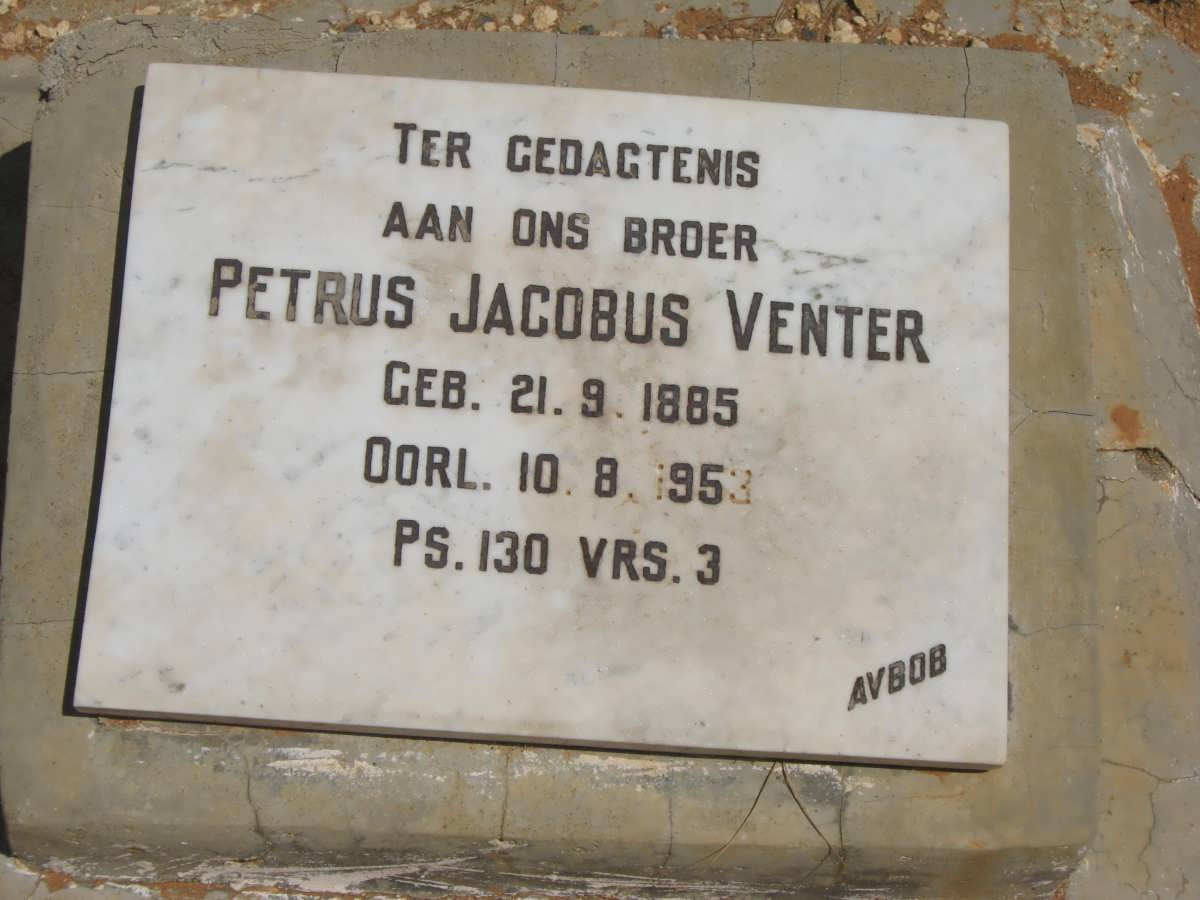 TER GEDAGTENIS
AAN ONS BROER
PETRUS JACOBUS VENTER
GEB. 21. 9. 1885
OORL. 10. 8. 1953
PS. 130 VRS. 3
AVBOB